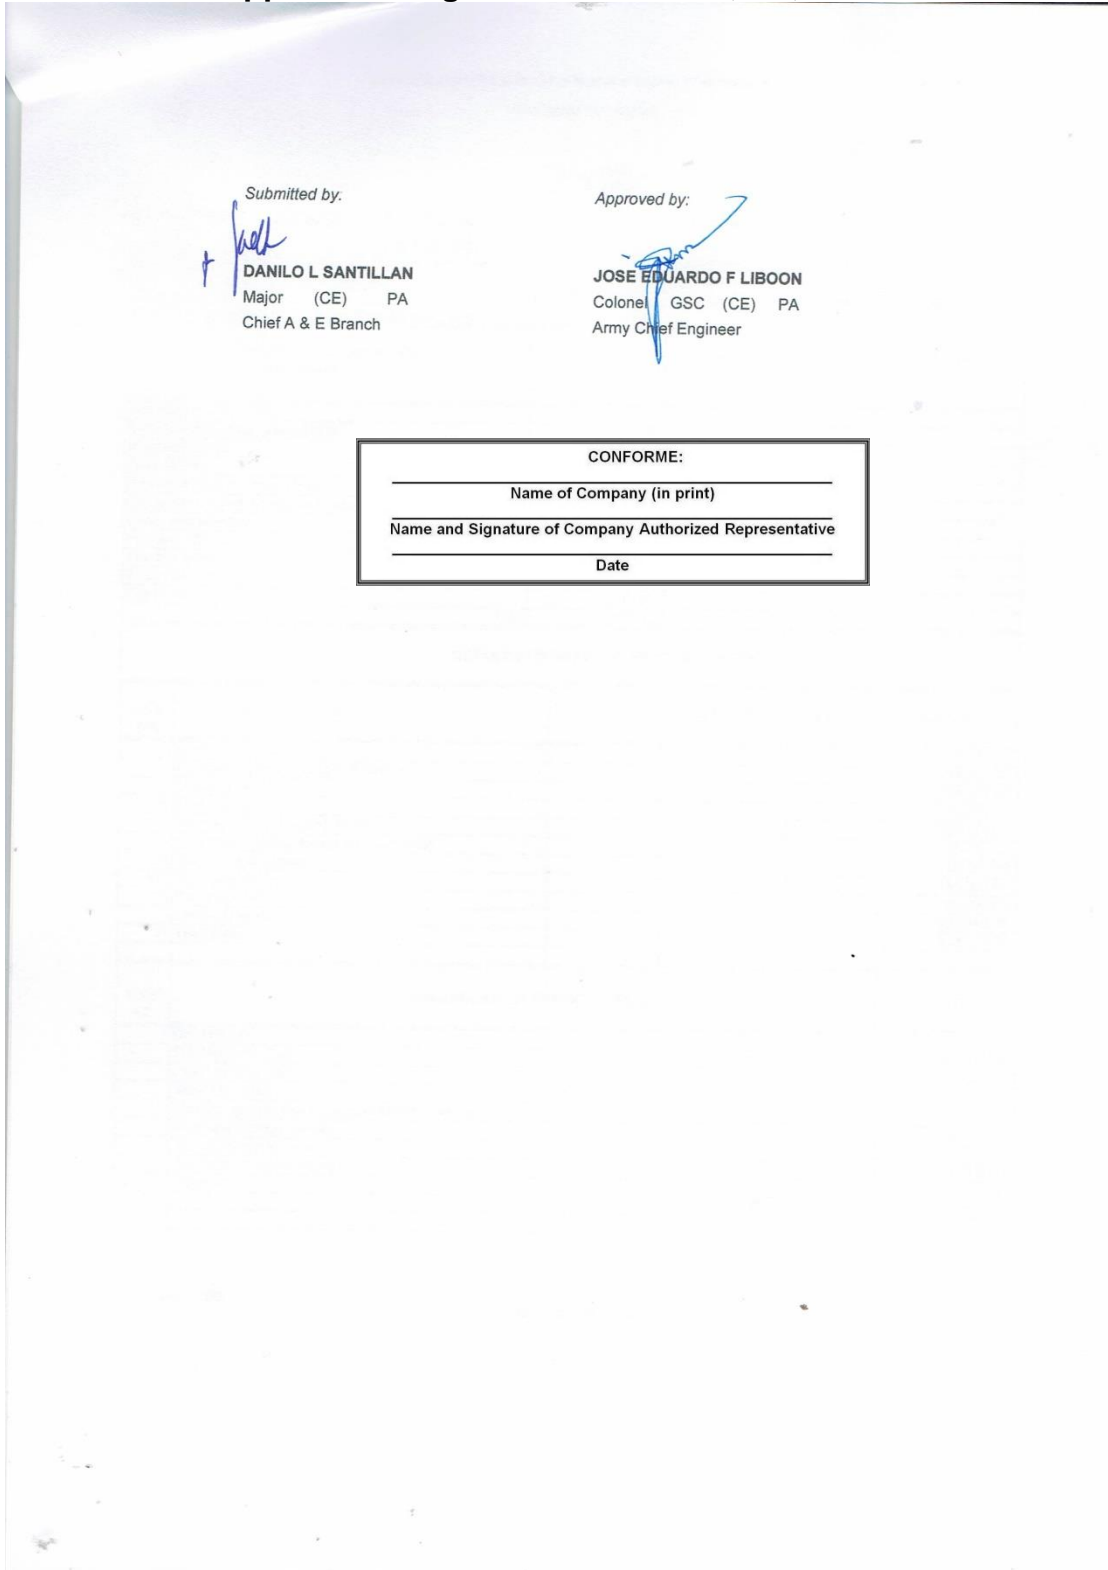 Submitted by:
DANILO L SANTILLAN
Major (CE) PA
Chief A & E Branch
Approved by:
JOSE EDUARDO F LIBOON
Colonel GSC (CE) PA
Army Chief Engineer
CONFORME:
Name of Company (in print)
Name and Signature of Company Authorized Representative
Date